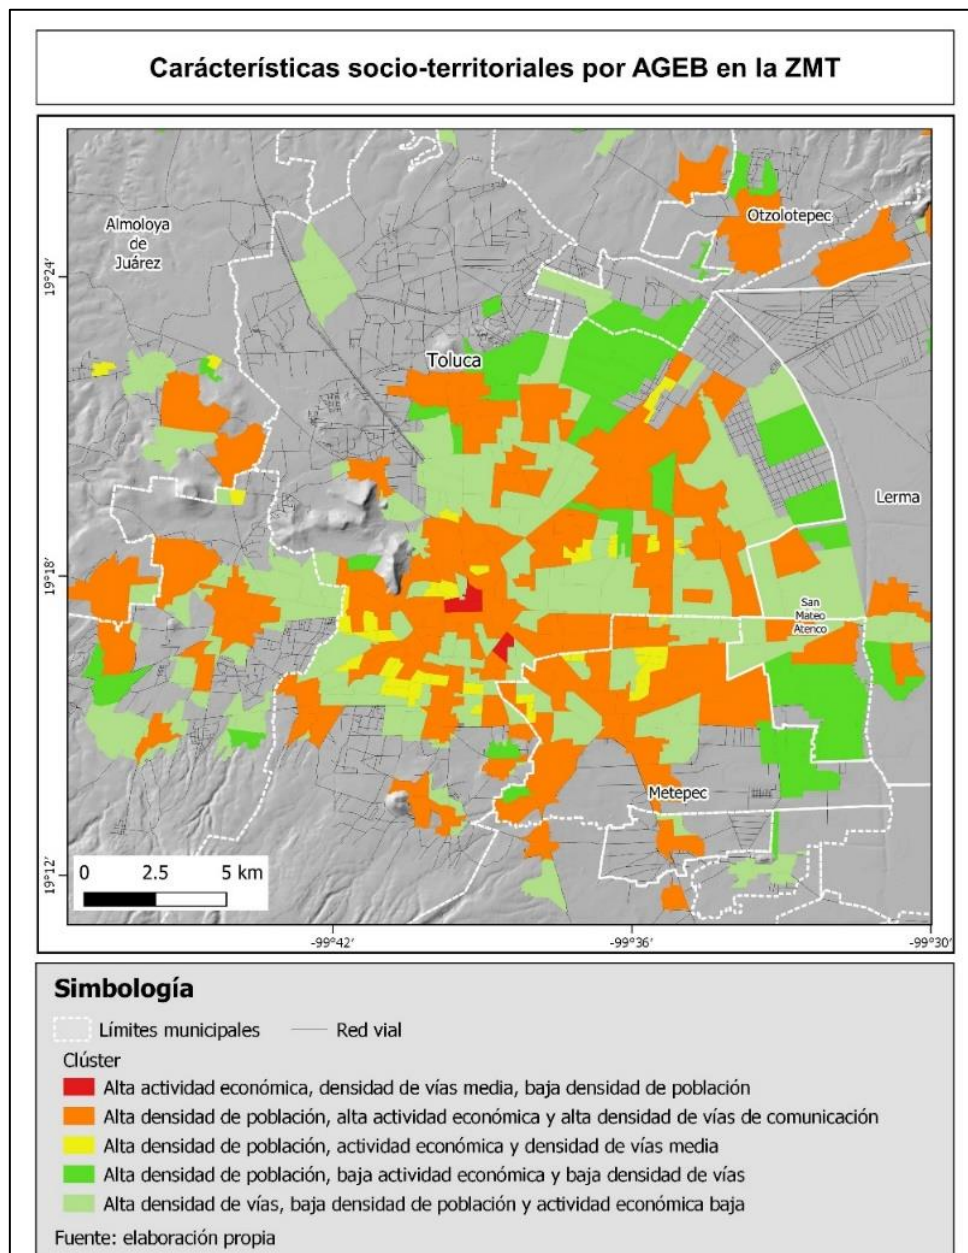 Carácterísticas socio-territoriales por AGEB en la ZMT
Almoloya
de
Juárez
Otzolotepec
19°24'
Toluca
Lerma
19°18'
San
Mateo
Atenco
Metepec
0 2.5 5 km
19°12'
-99°42'
-99°36'
-99°30'
Simbología
Límites municipales
Red vial
Clúster
Alta actividad económica, densidad de vías media, baja densidad de población
Alta densidad de población, alta actividad económica y alta densidad de vías de comunicación
Alta densidad de población, actividad económica y densidad de vías media
Alta densidad de población, baja actividad económica y baja densidad de vías
Alta densidad de vías, baja densidad de población y actividad económica baja
Fuente: elaboración propia